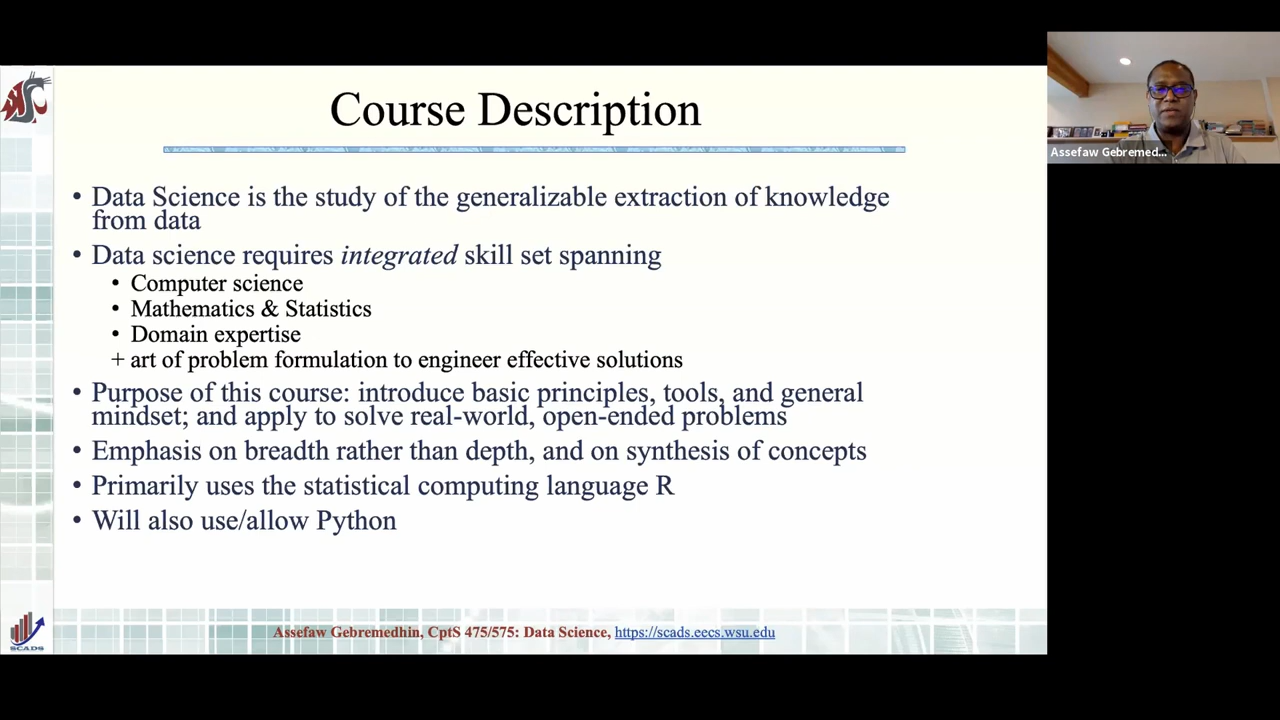 Course Description
• Data Science is the study of the generalizable extraction of knowledge
from data
• Data science requires integrated skill set spanning
• Computer science
• Mathematics & Statistics
• Domain expertise
+ art of problem formulation to engineer effective solutions
• Purpose of this course: introduce basic principles, tools, and general
mindset; and apply to solve real-world, open-ended problems
• Emphasis on breadth rather than depth, and on synthesis of concepts
• Primarily uses the statistical computing language R
• Will also use/allow Python
Assefaw Gebremedhin, CptS 475/575: Data Science, https://scads.eecs.wsu.edu
SCADS
Assefaw Gebremed...